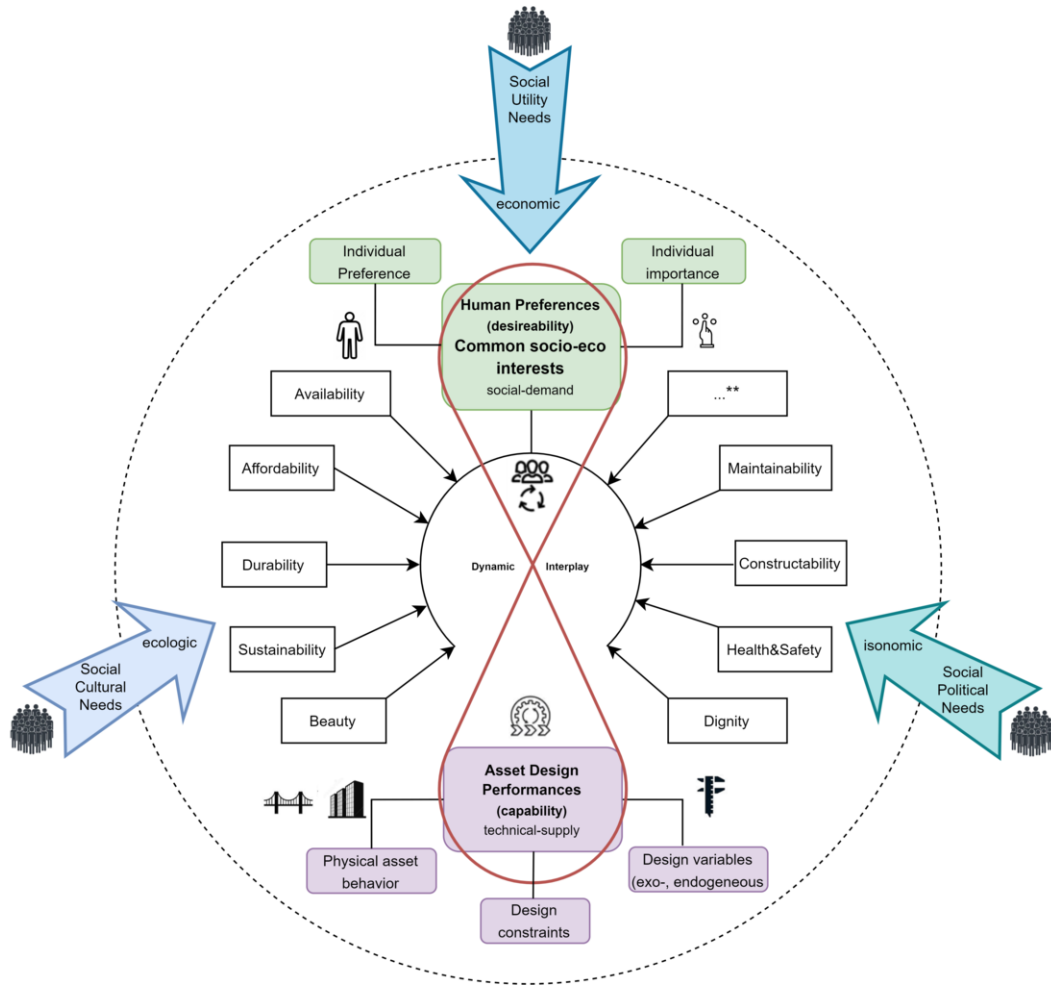 Social
Utility
Needs
economic
Individual
Preference
Individual
importance
Human Preferences
(desireability)
Common socio-eco
interests
social-demand
Availability
...**
Affordability
Maintainability
Durability
Dynamic
Interplay
Constructability
ecologic
Social
Cultural
Needs
Sustainability
Health&Safety
isonomic
Social
Political
Needs
Beauty
Dignity
Asset Design
Performances
(capability)
technical-supply
Physical asset
behavior
Design variables
(exo-, endogeneous
Design
constraints